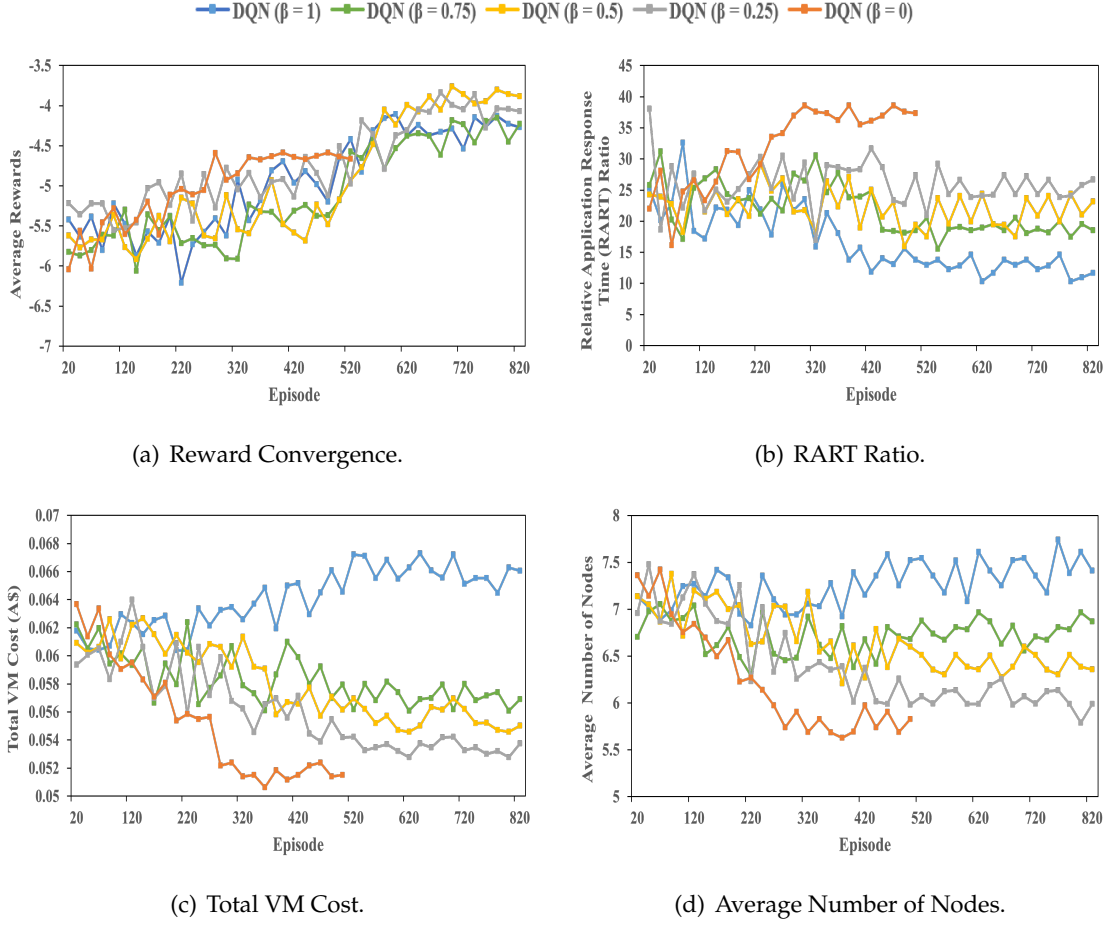 DQN (β = 1) DQN (β = 0.75) DQN (β = 0.5) DQN (β = 0.25) DQN (β = 0)
Average Rewards
-3.5
-4
-4.5
-5
-5.5
-6
-6.5
-7
20 120 220 320 420 520 620 720 820
Episode
(a) Reward Convergence.
Relative Application Response
Time (RART) Ratio
45
40
35
30
25
20
15
10
5
0
20 120 220 320 420 520 620 720 820
Episode
(b) RART Ratio.
Total VM Cost (A$)
0.07
0.068
0.066
0.064
0.062
0.06
0.058
0.056
0.054
0.052
0.05
20 120 220 320 420 520 620 720 820
Episode
(c) Total VM Cost.
Average Number of Nodes
8
7.5
7
6.5
6
5.5
5
20 120 220 320 420 520 620 720 820
Episode
(d) Average Number of Nodes.